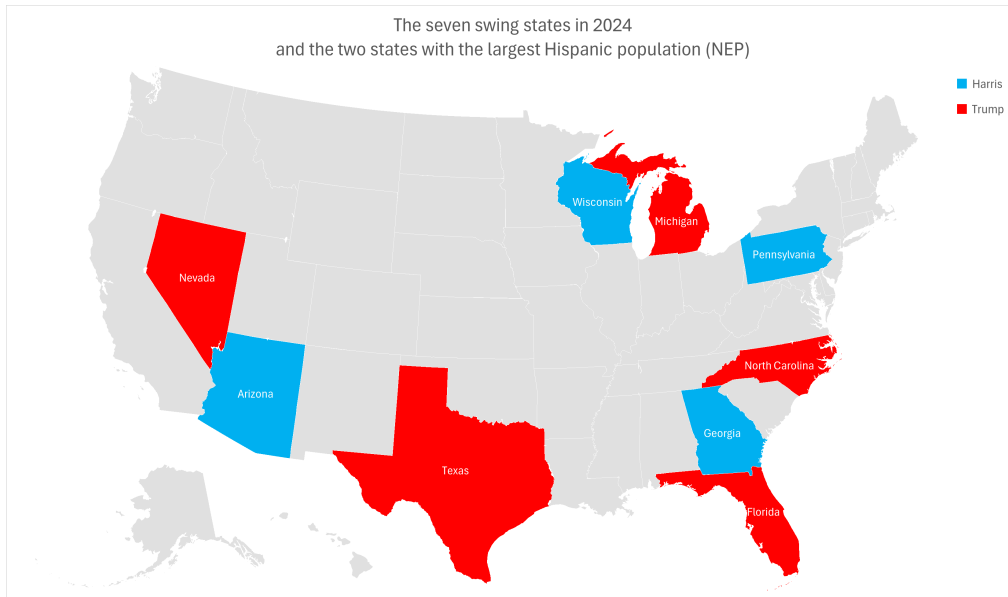 The seven swing states in 2024
and the two states with the largest Hispanic population (NEP)
Harris
Trump
Wisconsin
Michigan
Pennsylvania
Nevada
North Carolina
Arizona
Georgia
Texas
Florida